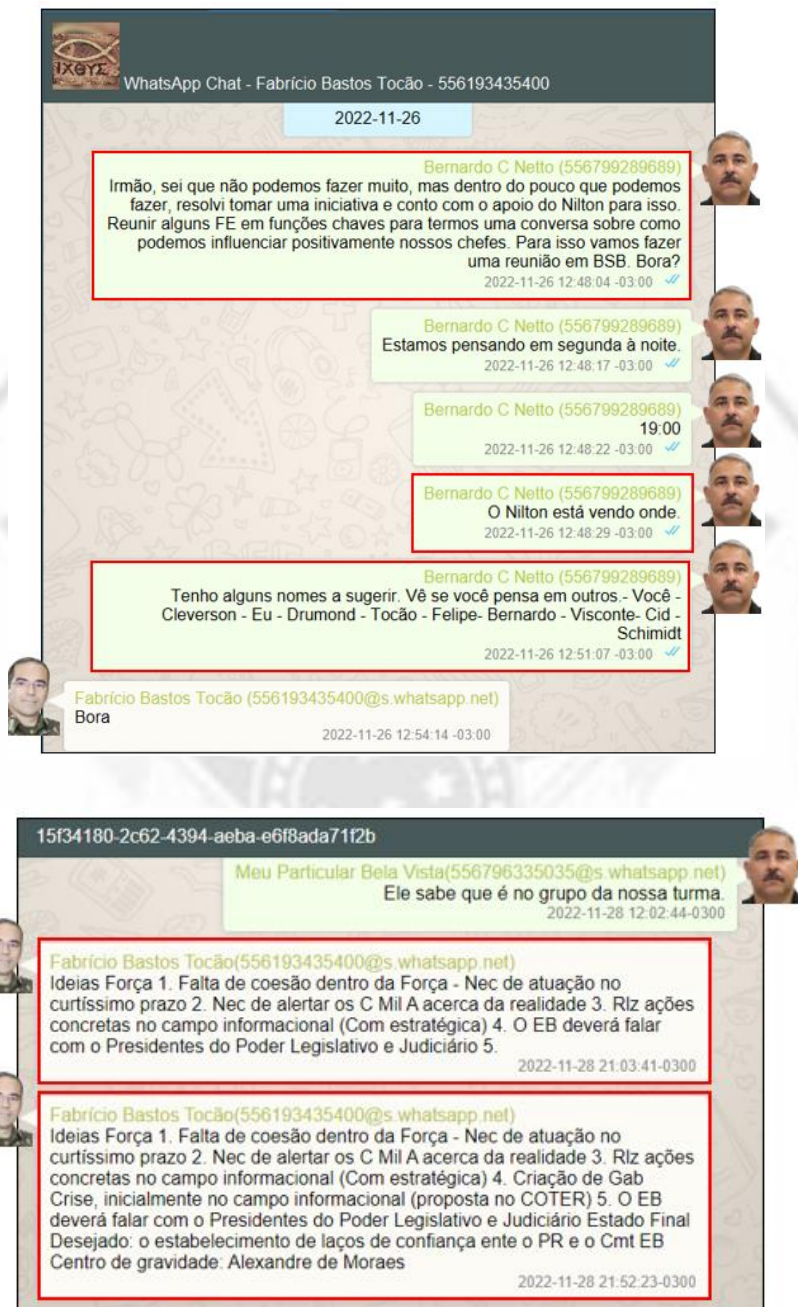 IXΘYΣ
WhatsApp Chat - Fabrício Bastos Tocão - 556193435400
2022-11-26
Bernardo C Netto (556799289689)
Irmão, sei que não podemos fazer muito, mas dentro do pouco que podemos
fazer, resolvi tomar uma iniciativa e conto com o apoio do Nilton para isso.
Reunir alguns FE em funções chaves para termos uma conversa sobre como
podemos influenciar positivamente nossos chefes. Para isso vamos fazer
uma reunião em BSB. Bora?
2022-11-26 12:48:04 -03:00
Bernardo C Netto (556799289689)
Estamos pensando em segunda à noite.
2022-11-26 12:48:17 -03:00
Bernardo C Netto (556799289689)
19:00
2022-11-26 12:48:22 -03:00
Bernardo C Netto (556799289689)
O Nilton está vendo onde.
2022-11-26 12:48:29 -03:00
Bernardo C Netto (556799289689)
Tenho alguns nomes a sugerir. Vê se você pensa em outros.- Você -
Cleverson - Eu - Drumond - Tocão - Felipe- Bernardo - Visconte- Cid -
Schimidt
2022-11-26 12:51:07 -03:00
Fabrício Bastos Tocão (556193435400@s.whatsapp.net)
Bora
2022-11-26 12:54:14 -03:00
15f34180-2c62-4394-aeba-e6f8ada71f2b
Meu Particular Bela Vista(556796335035@s.whatsapp.net)
Ele sabe que é no grupo da nossa turma.
2022-11-28 12:02:44-0300
Fabrício Bastos Tocão(556193435400@s.whatsapp.net)
Ideias Força 1. Falta de coesão dentro da Força - Nec de atuação no
curtíssimo prazo 2. Nec de alertar os C Mil A acerca da realidade 3. Rlz ações
concretas no campo informacional (Com estratégica) 4. O EB deverá falar
com o Presidentes do Poder Legislativo e Judiciário 5.
2022-11-28 21:03:41-0300
Fabrício Bastos Tocão(556193435400@s.whatsapp.net)
Ideias Força 1. Falta de coesão dentro da Força - Nec de atuação no
curtíssimo prazo 2. Nec de alertar os C Mil A acerca da realidade 3. Rlz ações
concretas no campo informacional (Com estratégica) 4. Criação de Gab
Crise, inicialmente no campo informacional (proposta no COTER) 5. O EB
deverá falar com o Presidentes do Poder Legislativo e Judiciário Estado Final
Desejado: o estabelecimento de laços de confiança ente o PR e o Cmt EB
Centro de gravidade: Alexandre de Moraes
2022-11-28 21:52:23-0300